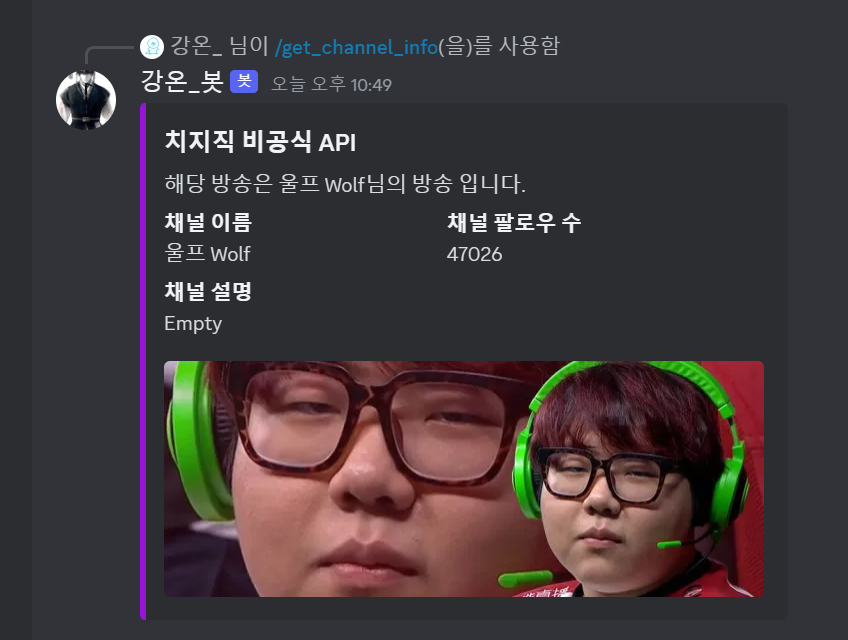 강온_ 님이 /get_channel_info(을)를 사용함
강온_봇 봇 오늘 오후 10:49
치지직 비공식 API
해당 방송은 울프 Wolf님의 방송 입니다.
채널 이름 채널 팔로우 수
울프 Wolf 47026
채널 설명
Empty